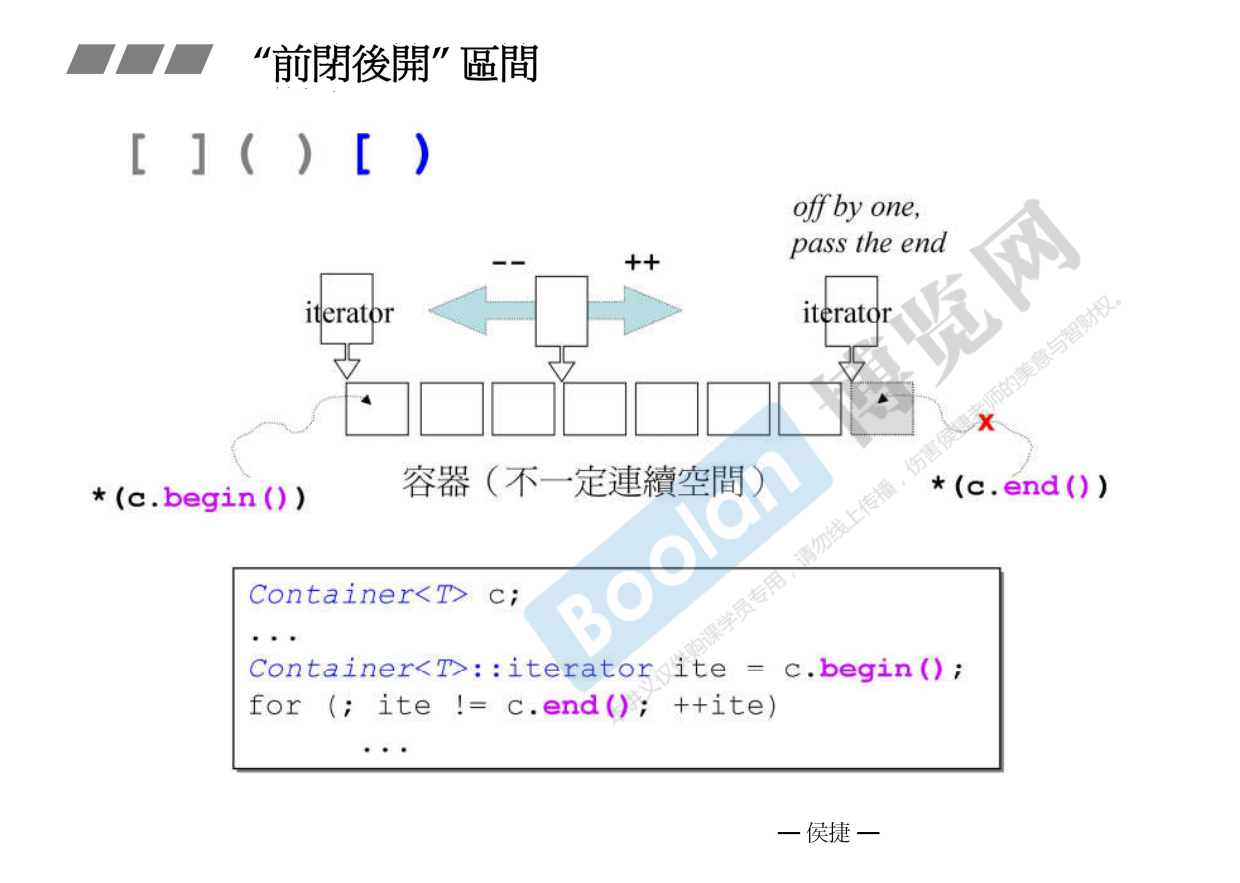 “前閉後開” 區間
[ ] ( ) [ )
off by one,
pass the end
-- ++
iterator iterator
x
容器（不一定連續空間）
*(c.begin()) *(c.end())
Container<T> c;
...
Container<T>::iterator ite = c.begin();
for (; ite != c.end(); ++ite)
...
— 侯捷 —
Boolan
博览网
本讲义仅供购课学员专用，请勿线上传播，伤害侯捷老师的美意与智财权。